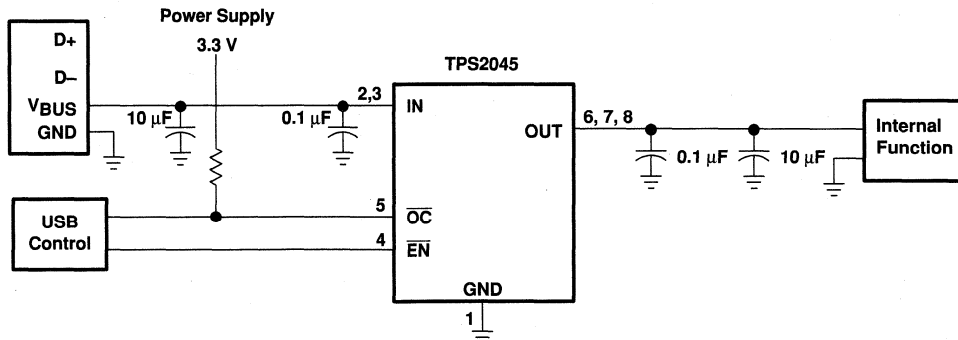 Power Supply
3.3 V
D+
D–
VBUS
GND
10 µF
0.1 µF
2,3
TPS2045
IN
OUT
6, 7, 8
0.1 µF
10 µF
Internal
Function
USB
Control
5
OC
4
EN
GND
1